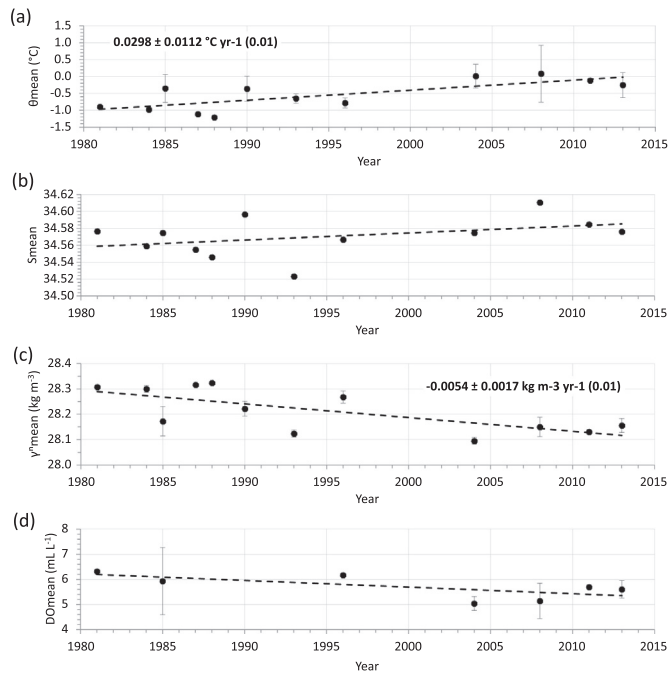 (a)
0.0298 ± 0.0112 °C yr-1 (0.01)
θmean (°C)
1.5
1.0
0.5
0.0
-0.5
-1.0
-1.5
1980 1985 1990 1995 2000 2005 2010 2015
Year
(b)
Smean
34.62
34.60
34.58
34.56
34.54
34.52
34.50
1980 1985 1990 1995 2000 2005 2010 2015
Year
(c)
-0.0054 ± 0.0017 kg m-3 yr-1 (0.01)
γⁿmean (kg m⁻³)
28.4
28.3
28.2
28.1
28.0
1980 1985 1990 1995 2000 2005 2010 2015
Year
(d)
DOmean (mL L⁻¹)
8
7
6
5
4
1980 1985 1990 1995 2000 2005 2010 2015
Year